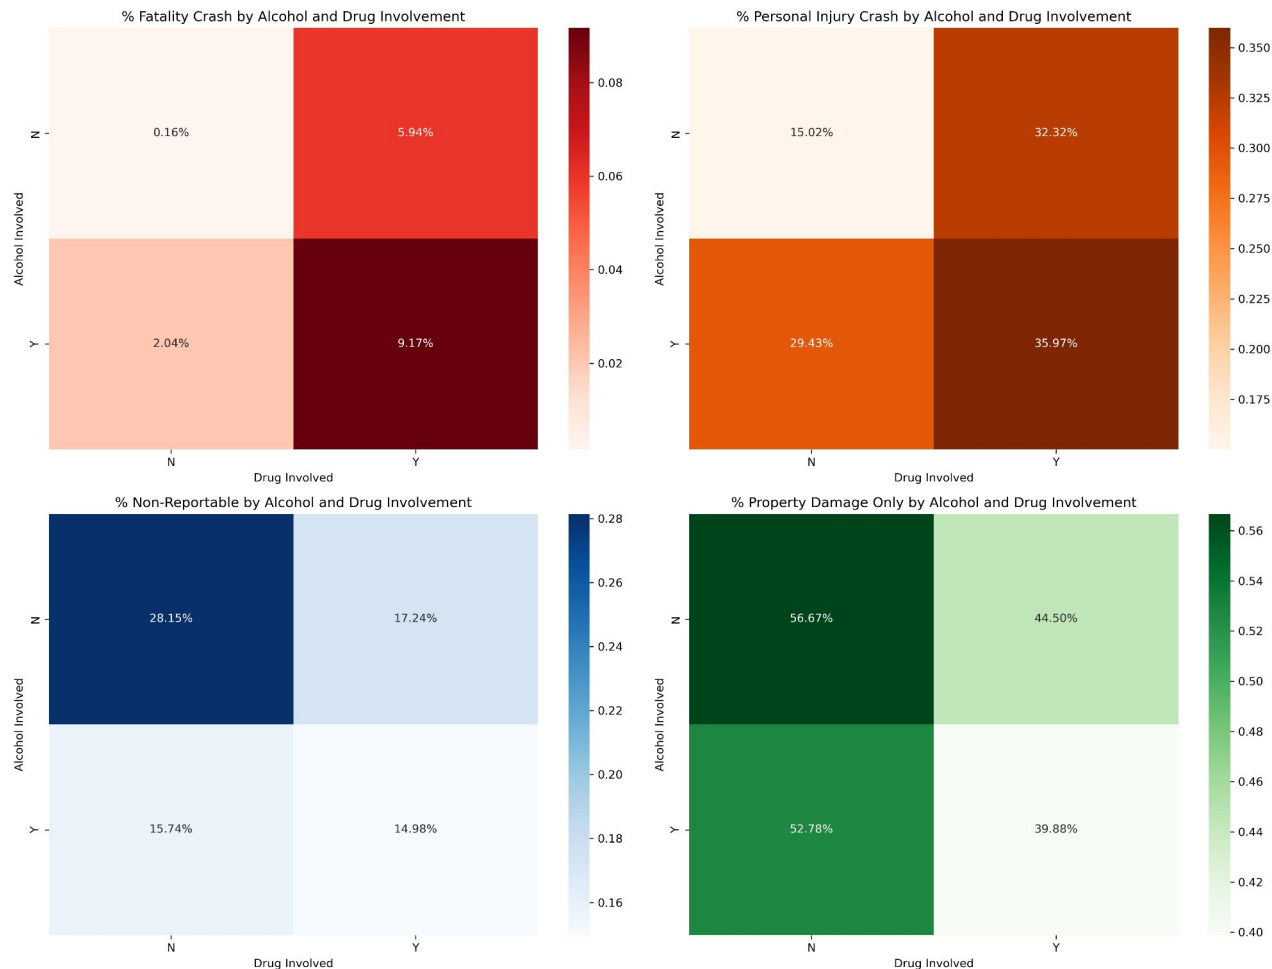 % Fatality Crash by Alcohol and Drug Involvement
0.16%
5.94%
2.04%
9.17%
N
Y
Alcohol Involved
N
Y
Drug Involved
0.08
0.06
0.04
0.02
% Personal Injury Crash by Alcohol and Drug Involvement
15.02%
32.32%
29.43%
35.97%
N
Y
Alcohol Involved
N
Y
Drug Involved
0.350
0.325
0.300
0.275
0.250
0.225
0.200
0.175
% Non-Reportable by Alcohol and Drug Involvement
28.15%
17.24%
15.74%
14.98%
N
Y
Alcohol Involved
N
Y
Drug Involved
0.28
0.26
0.24
0.22
0.20
0.18
0.16
% Property Damage Only by Alcohol and Drug Involvement
56.67%
44.50%
52.78%
39.88%
N
Y
Alcohol Involved
N
Y
Drug Involved
0.56
0.54
0.52
0.50
0.48
0.46
0.44
0.42
0.40